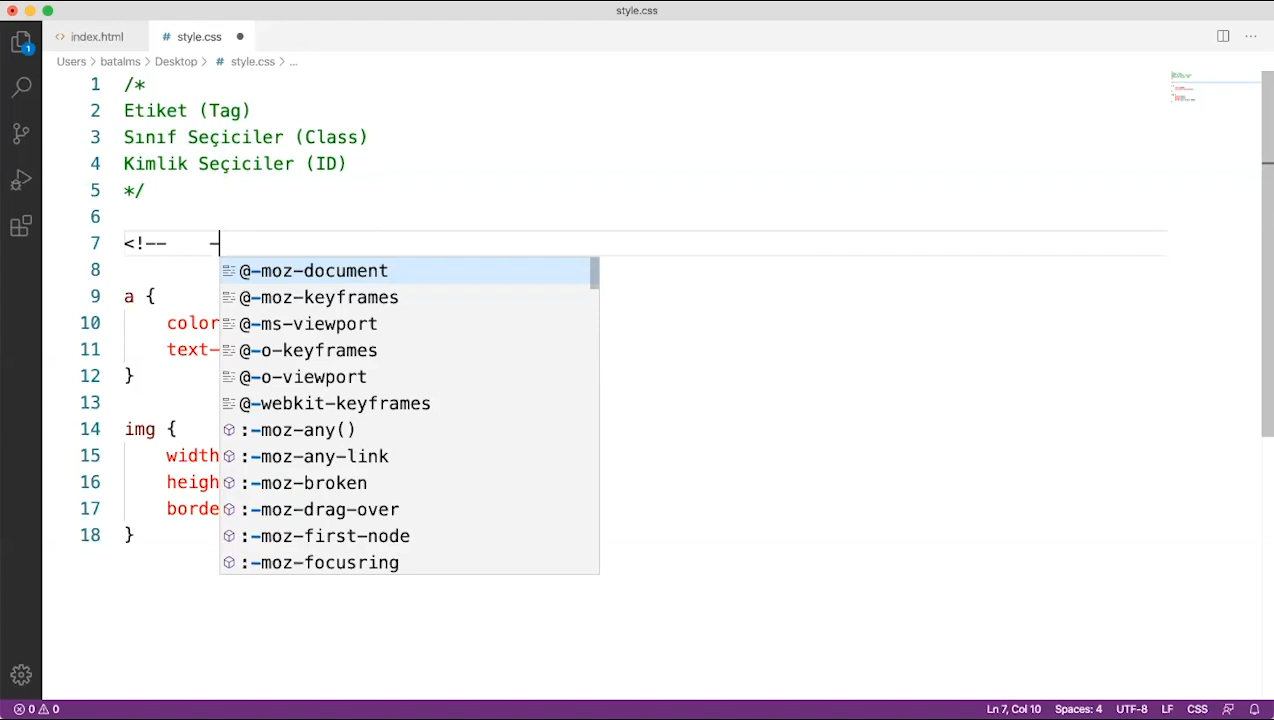 style.css
index.html
# style.css
Users > batalms > Desktop > # style.css > ...
1
1 /*
2 Etiket (Tag)
3 Sınıf Seçiciler (Class)
4 Kimlik Seçiciler (ID)
5 */
6
7 <!-- -
8
9 a {
10 color
11 text-
12 }
13
14 img {
15 width
16 heigh
17 borde
18 }
@-moz-document
@-moz-keyframes
@-ms-viewport
@-o-keyframes
@-o-viewport
@-webkit-keyframes
:-moz-any()
:-moz-any-link
:-moz-broken
:-moz-drag-over
:-moz-first-node
:-moz-focusring
0 0 Ln 7, Col 10 Spaces: 4 UTF-8 LF CSS